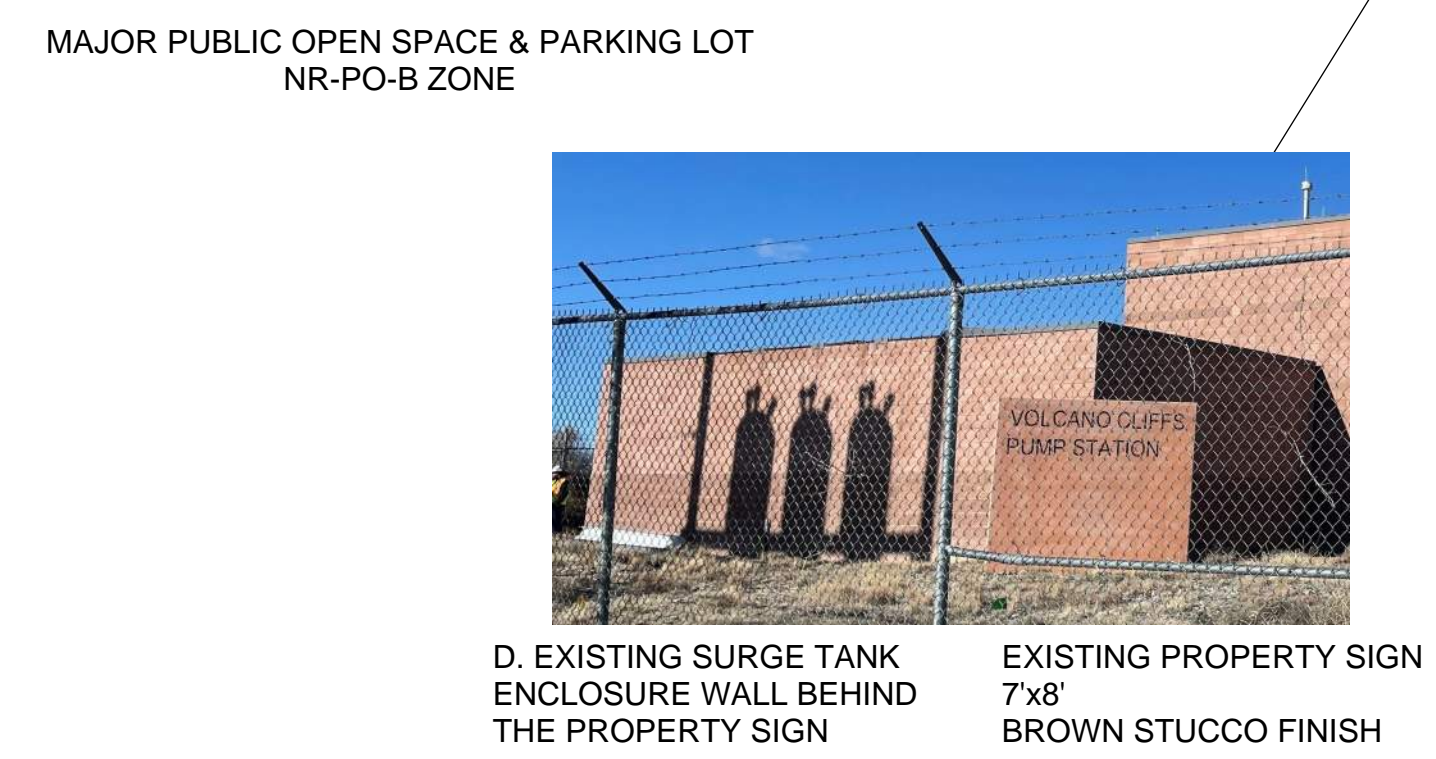 MAJOR PUBLIC OPEN SPACE & PARKING LOT
NR-PO-B ZONE
VOLCANO CLIFFS
PUMP STATION
D. EXISTING SURGE TANK
ENCLOSURE WALL BEHIND
THE PROPERTY SIGN
EXISTING PROPERTY SIGN
7'x8'
BROWN STUCCO FINISH